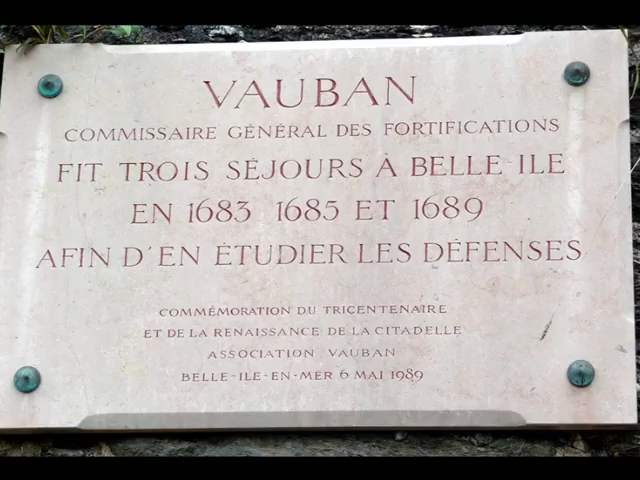 VAUBAN
COMMISSAIRE GÉNÉRAL DES FORTIFICATIONS
FIT TROIS SÉJOURS À BELLE-ILE
EN 1683 1685 ET 1689
AFIN D'EN ÉTUDIER LES DÉFENSES
COMMÉMORATION DU TRICENTENAIRE
ET DE LA RENAISSANCE DE LA CITADELLE
ASSOCIATION VAUBAN
BELLE-ILE-EN-MER 6 MAI 1989